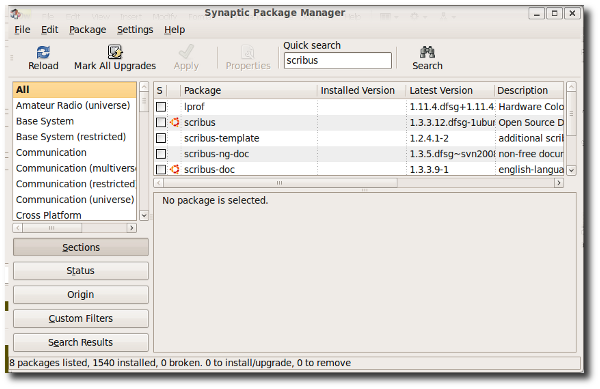 Synaptic Package Manager
File Edit Package Settings Help
Quick search
Reload Mark All Upgrades Apply Properties scribus Search
All
Amateur Radio (universe)
Base System
Base System (restricted)
Communication
Communication (multiverse
Communication (restricted
Communication (universe)
Cross Platform
S Package Installed Version Latest Version Description
lprof 1.11.4.dfsg+1.11.4. Hardware Colo
scribus 1.3.3.12.dfsg-1ubun Open Source D
scribus-template 1.2.4.1-2 additional scrib
scribus-ng-doc 1.3.5.dfsg~svn2008 non-free docum
scribus-doc 1.3.3.9-1 english-langua
No package is selected.
Sections
Status
Origin
Custom Filters
Search Results
8 packages listed, 1540 installed, 0 broken. 0 to install/upgrade, 0 to remove